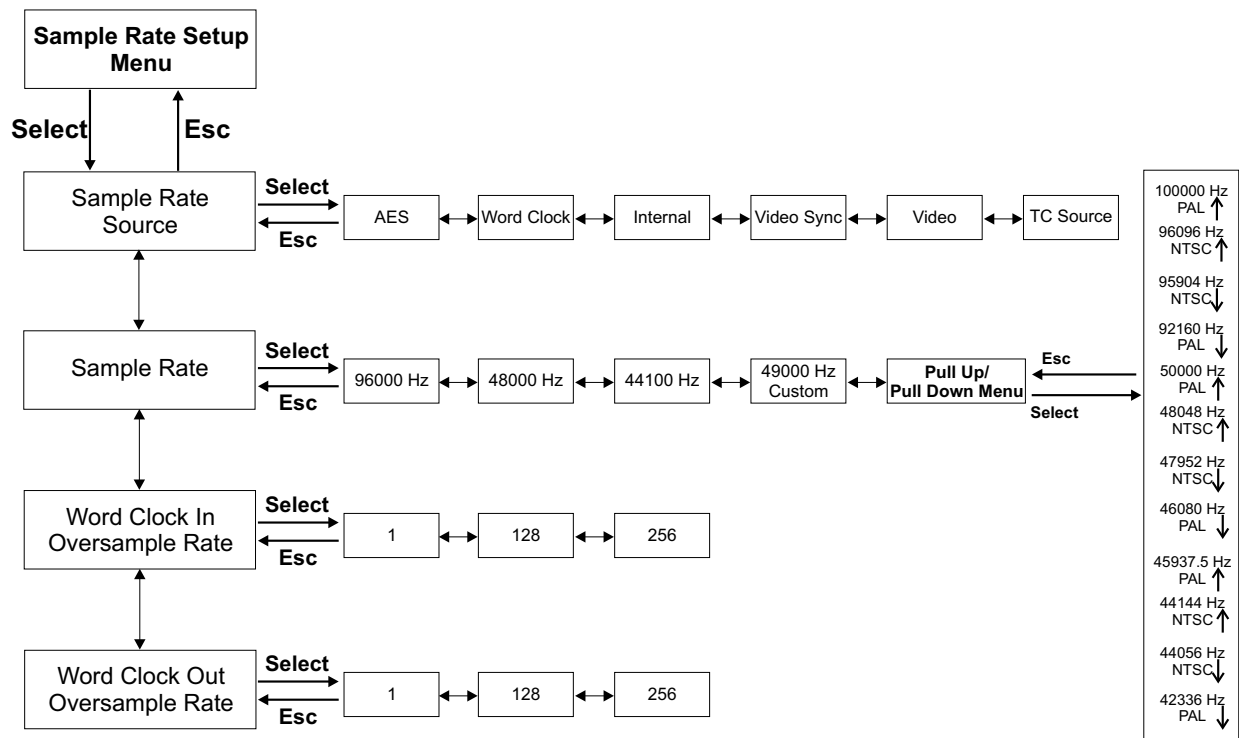 Sample Rate Setup
Menu
Select
Esc
Sample Rate
Source
Select
Esc
AES
Word Clock
Internal
Video Sync
Video
TC Source
Sample Rate
Select
Esc
96000 Hz
48000 Hz
44100 Hz
49000 Hz
Custom
Pull Up/
Pull Down Menu
Esc
Select
100000 Hz
PAL
96096 Hz
NTSC
95904 Hz
NTSC
92160 Hz
PAL
50000 Hz
PAL
48048 Hz
NTSC
47952 Hz
NTSC
46080 Hz
PAL
45937.5 Hz
PAL
44144 Hz
NTSC
44056 Hz
NTSC
42336 Hz
PAL
Word Clock In
Oversample Rate
Select
Esc
1
128
256
Word Clock Out
Oversample Rate
Select
Esc
1
128
256